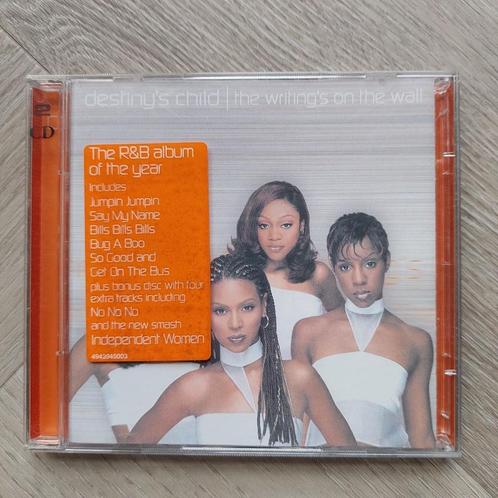 destiny's child | the writing's on the wall
2
CD
The R&B album
of the year
Includes
Jumpin Jumpin
Say My Name
Bills Bills Bills
Bug A Boo
So Good and
Get On The Bus
plus bonus disc with four
extra tracks including
No No No
and the new smash
Independent Women
4943945003